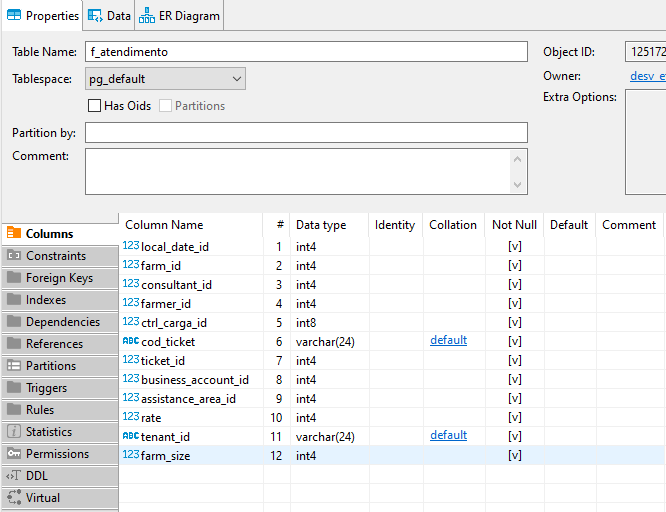 Properties Data ER Diagram
Table Name: f_atendimento Object ID: 125172
Tablespace: pg_default Owner:
Has Oids Partitions Extra Options:
Partition by:
Comment:
Column Name # Data type Identity Collation Not Null Default Comment
Columns
Constraints
Foreign Keys
Indexes
Dependencies
References
Partitions
Triggers
Rules
Statistics
Permissions
DDL
Virtual
123 local_date_id 1 int4 [v]
123 farm_id 2 int4 [v]
123 consultant_id 3 int4 [v]
123 farmer_id 4 int4 [v]
123 ctrl_carga_id 5 int8 [v]
ABC cod_ticket 6 varchar(24) default [v]
123 ticket_id 7 int4 [v]
123 business_account_id 8 int4 [v]
123 assistance_area_id 9 int4 [v]
123 rate 10 int4 [v]
ABC tenant_id 11 varchar(24) default [v]
123 farm_size 12 int4 [v]